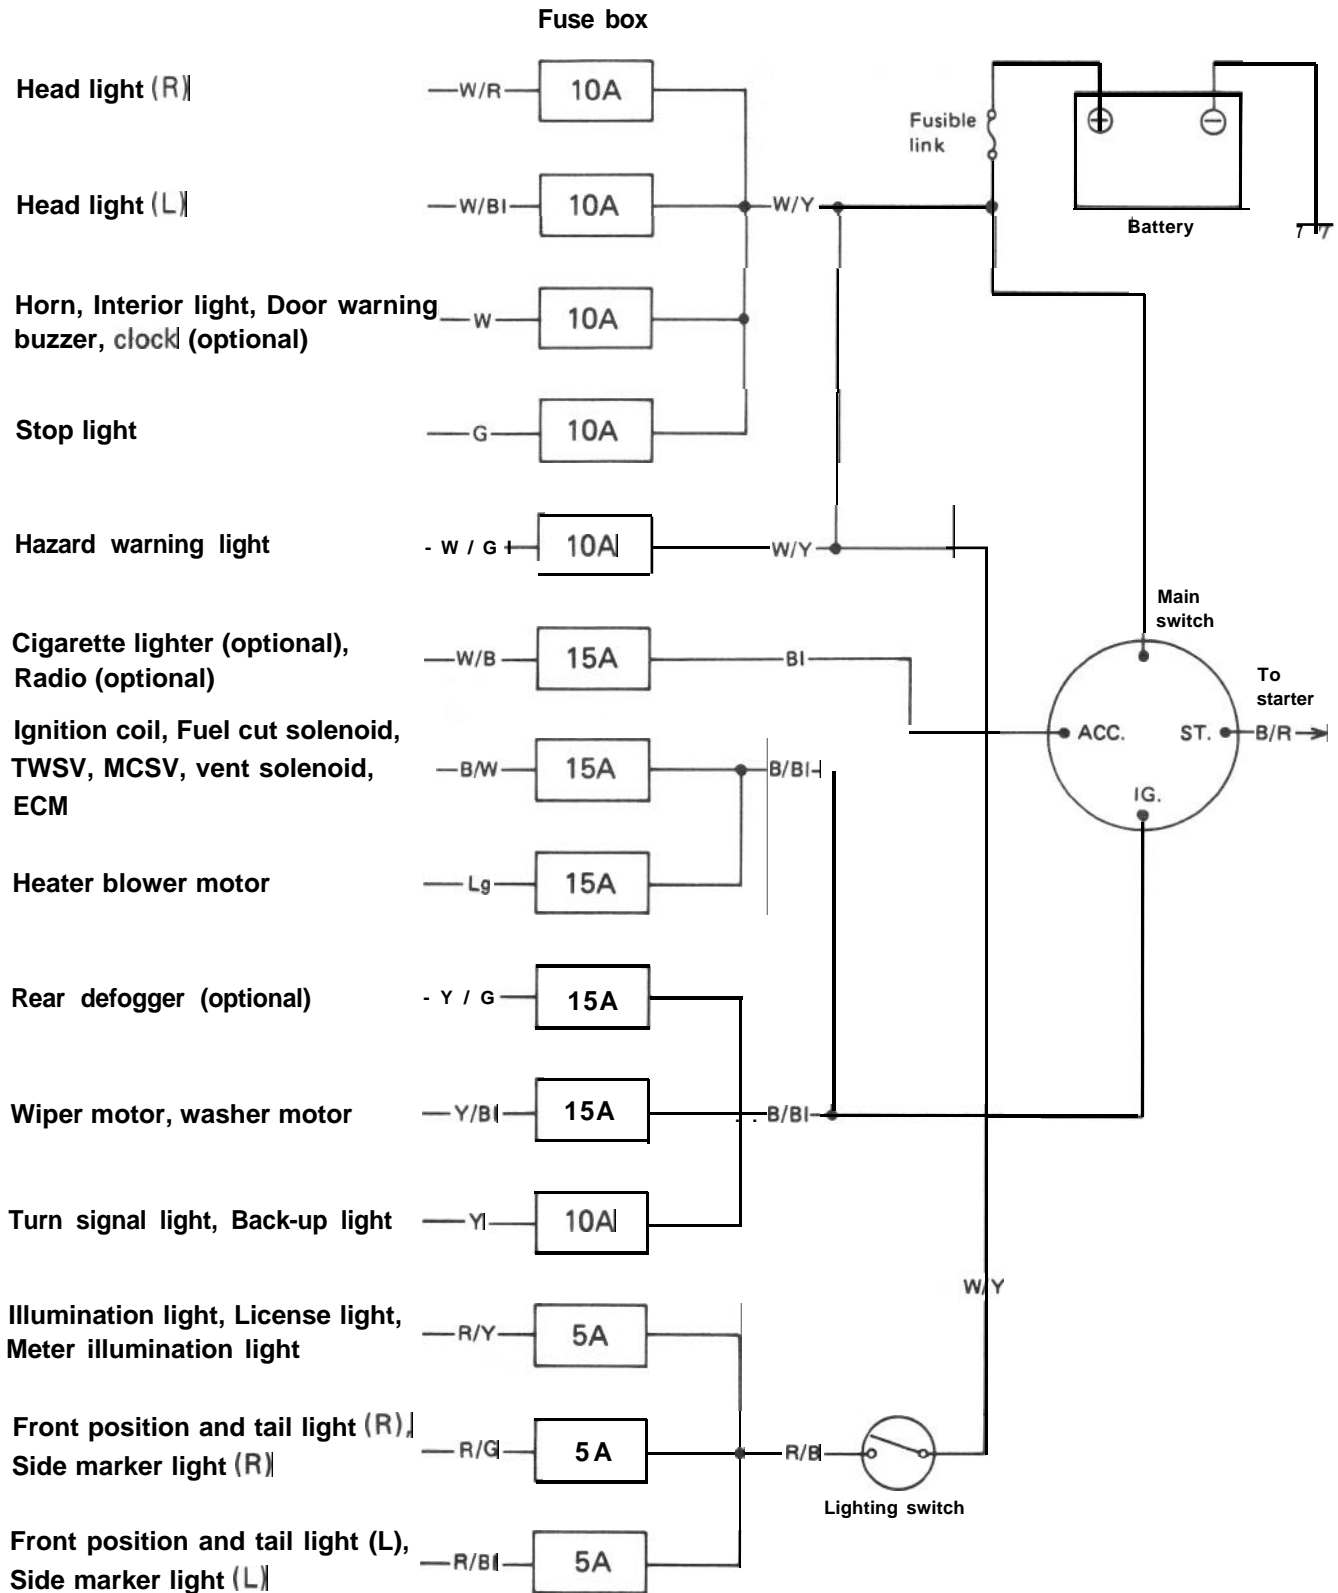 Fuse box
Head light (R)
W/R
10A
Fusible
link
+
−
Battery
Head light (L)
W/Bl
10A
W/Y
Horn, Interior light, Door warning
buzzer, clock (optional)
W
10A
Stop light
G
10A
Hazard warning light
- W / G
10A
W/Y
Main
switch
Cigarette lighter (optional),
Radio (optional)
W/B
15A
Bl
To
starter
ACC.
ST.
B/R
IG.
Ignition coil, Fuel cut solenoid,
TWSV, MCSV, vent solenoid,
ECM
B/W
15A
B/Bl
Heater blower motor
Lg
15A
Rear defogger (optional)
- Y / G
15A
Wiper motor, washer motor
Y/Bl
15A
B/Bl
Turn signal light, Back-up light
Y
10A
W/Y
Illumination light, License light,
Meter illumination light
R/Y
5A
Front position and tail light (R),
Side marker light (R)
R/G
5A
R/B
Lighting switch
Front position and tail light (L),
Side marker light (L)
R/Bl
5A